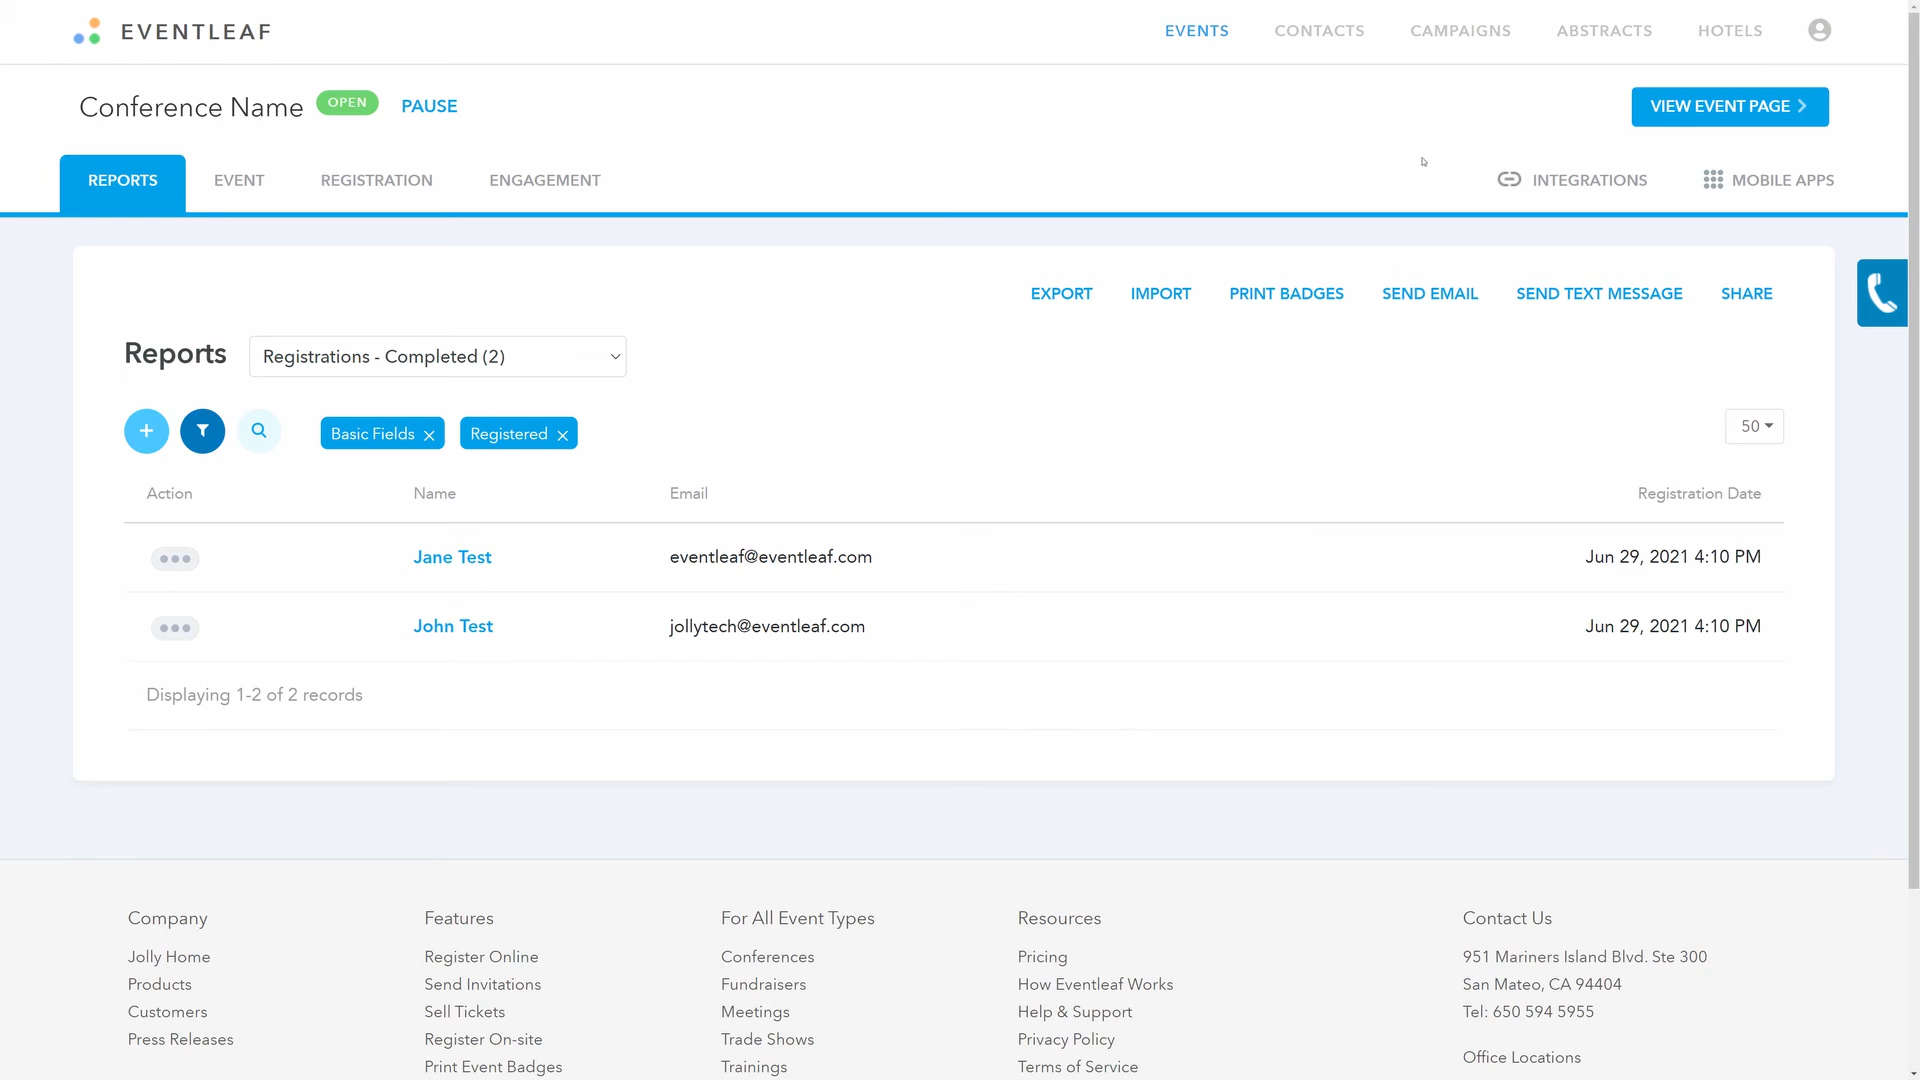 EVENTLEAF
EVENTS CONTACTS CAMPAIGNS ABSTRACTS HOTELS
Conference Name OPEN PAUSE
VIEW EVENT PAGE
REPORTS EVENT REGISTRATION ENGAGEMENT
INTEGRATIONS MOBILE APPS
EXPORT IMPORT PRINT BADGES SEND EMAIL SEND TEXT MESSAGE SHARE
Reports Registrations - Completed (2)
Basic Fields Registered
50
Action Name Email Registration Date
Jane Test eventleaf@eventleaf.com Jun 29, 2021 4:10 PM
John Test jollytech@eventleaf.com Jun 29, 2021 4:10 PM
Displaying 1-2 of 2 records
Company
Jolly Home
Products
Customers
Press Releases
Features
Register Online
Send Invitations
Sell Tickets
Register On-site
Print Event Badges
For All Event Types
Conferences
Fundraisers
Meetings
Trade Shows
Trainings
Resources
Pricing
How Eventleaf Works
Help & Support
Privacy Policy
Terms of Service
Contact Us
951 Mariners Island Blvd. Ste 300
San Mateo, CA 94404
Tel: 650 594 5955
Office Locations